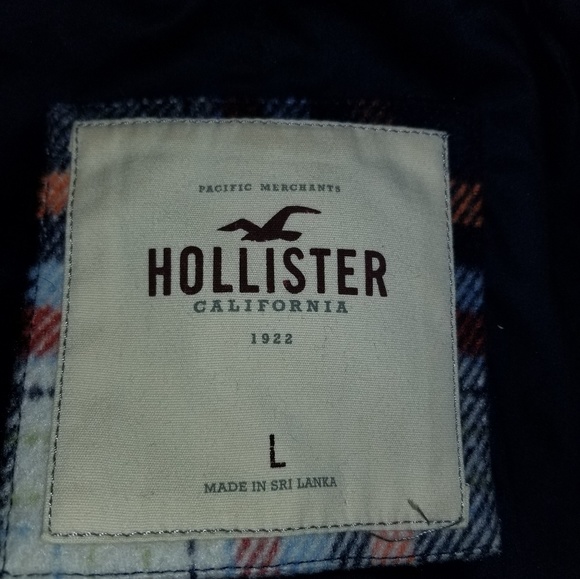 PACIFIC MERCHANTS
HOLLISTER
CALIFORNIA
1922
L
MADE IN SRI LANKA